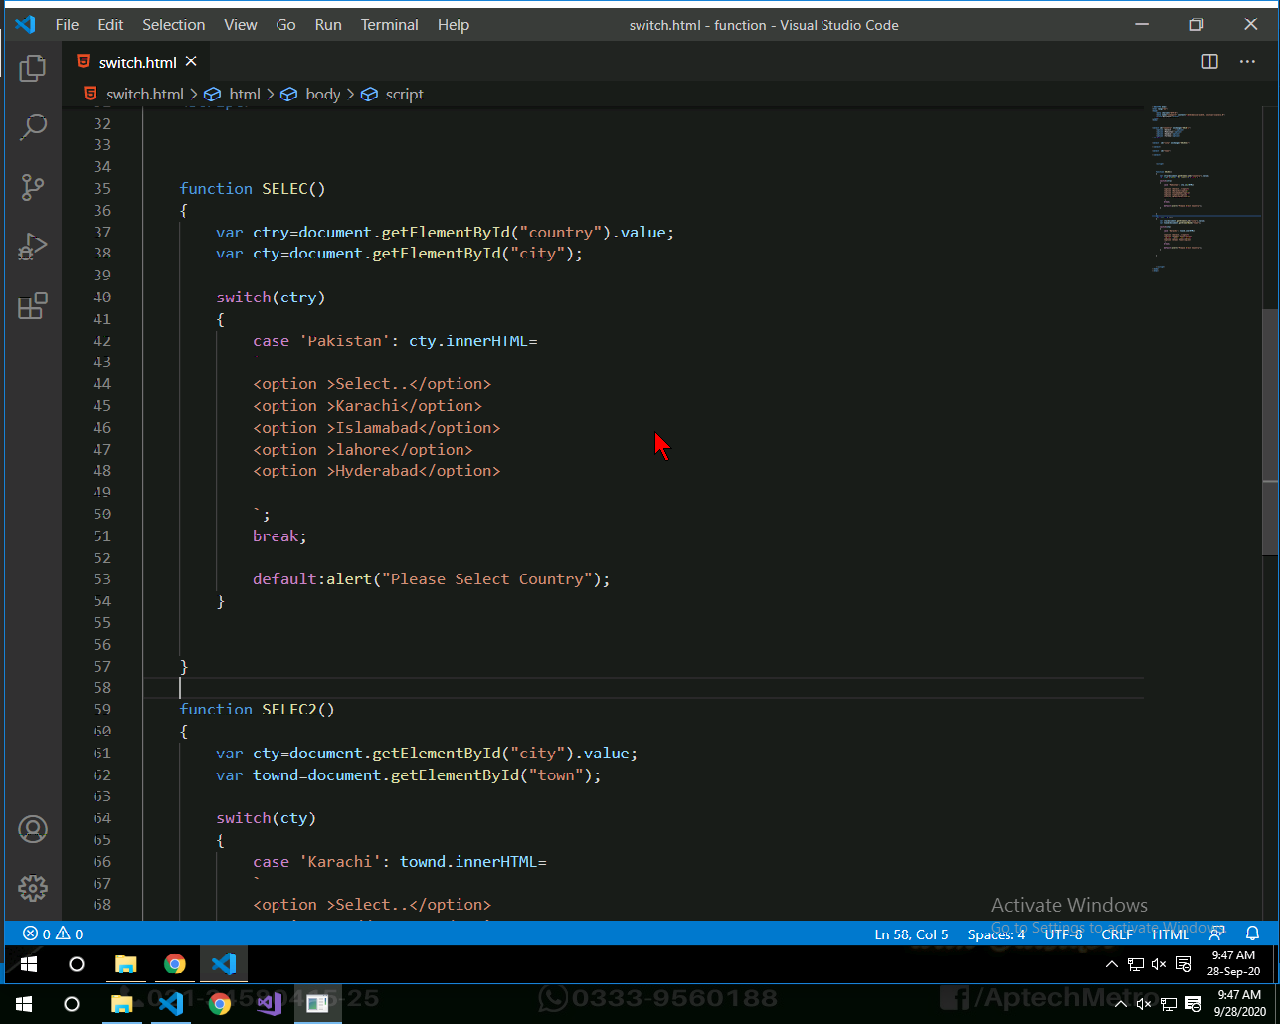 File Edit Selection View Go Run Terminal Help switch.html - function - Visual Studio Code
switch.html
switch.html > html > body > script
32
33
34
35 function SELEC()
36 {
37 var ctry=document.getElementById("country").value;
38 var cty=document.getElementById("city");
39
40 switch(ctry)
41 {
42 case 'Pakistan': cty.innerHTML=
43
44 <option >Select..</option>
45 <option >Karachi</option>
46 <option >Islamabad</option>
47 <option >lahore</option>
48 <option >Hyderabad</option>
49
50 `;
51 break;
52
53 default:alert("Please Select Country");
54 }
55
56
57 }
58
59 function SELEC2()
60 {
61 var cty=document.getElementById("city").value;
62 var townd=document.getElementById("town");
63
64 switch(cty)
65 {
66 case 'Karachi': townd.innerHTML=
67 `
68 <option >Select..</option>
Activate Windows
Go to Settings to activate Windows.
0 0 Ln 58, Col 5 Spaces: 4 UTF-8 CRLF HTML
9:47 AM
28-Sep-20
0333-9560188
/AptechMetro
9:47 AM
9/28/2020